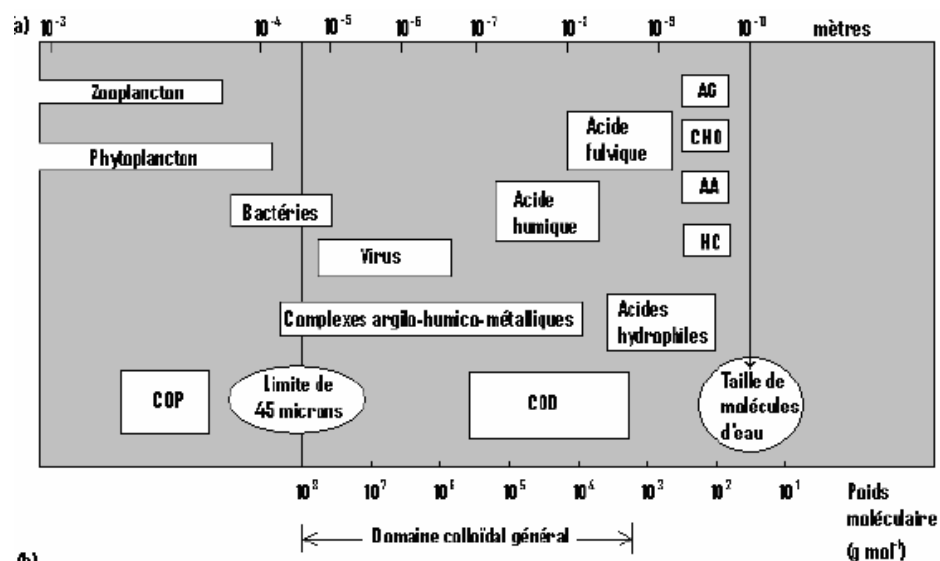 (a) 10⁻³ 10⁻⁴ 10⁻⁵ 10⁻⁶ 10⁻⁷ 10⁻⁸ 10⁻⁹ 10⁻¹⁰ mètres
Zooplancton
AG
Phytoplancton
Acide
fulvique
CHO
Bactéries
Acide
humique
AA
Virus
HC
Complexes argilo-humico-métalliques
Acides
hydrophiles
COP
Limite de
45 microns
COD
Taille de
molécules
d'eau
10⁸ 10⁷ 10⁶ 10⁵ 10⁴ 10³ 10² 10¹
Poids
moléculaire
(g mol⁻¹)
Domaine colloïdal général